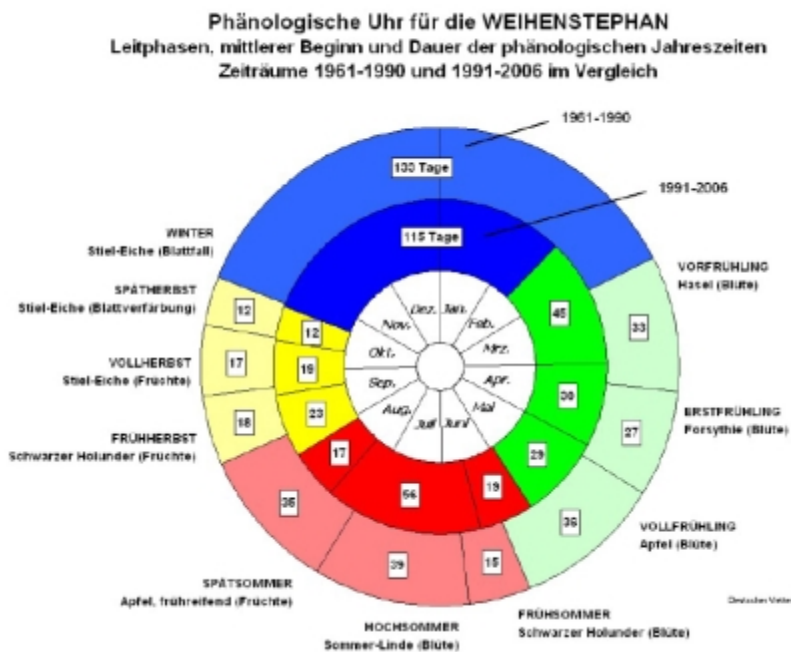 Phänologische Uhr für die WEIHENSTEPHAN
Leitphasen, mittlerer Beginn und Dauer der phänologischen Jahreszeiten
Zeiträume 1961-1990 und 1991-2006 im Vergleich
1961-1990
133 Tage
1991-2006
115 Tage
WINTER
Stiel-Eiche (Blattfall)
VORFRÜHLING
Hasel (Blüte)
SPÄTHERBST
Stiel-Eiche (Blattverfärbung)
VOLLHERBST
Stiel-Eiche (Früchte)
FRÜHHERBST
Schwarzer Holunder (Früchte)
ERSTFRÜHLING
Forsythie (Blüte)
VOLLFRÜHLING
Apfel (Blüte)
SPÄTSOMMER
Apfel, frühreifend (Früchte)
HOCHSOMMER
Sommer-Linde (Blüte)
FRÜHSOMMER
Schwarzer Holunder (Blüte)
Dez. Jan.
Nov. Feb.
Okt. Mrz.
Sep. Apr.
Aug. Mai
Juli Juni
12
17
18
35
39
15
36
27
33
12
19
23
17
56
19
29
45
Deutscher